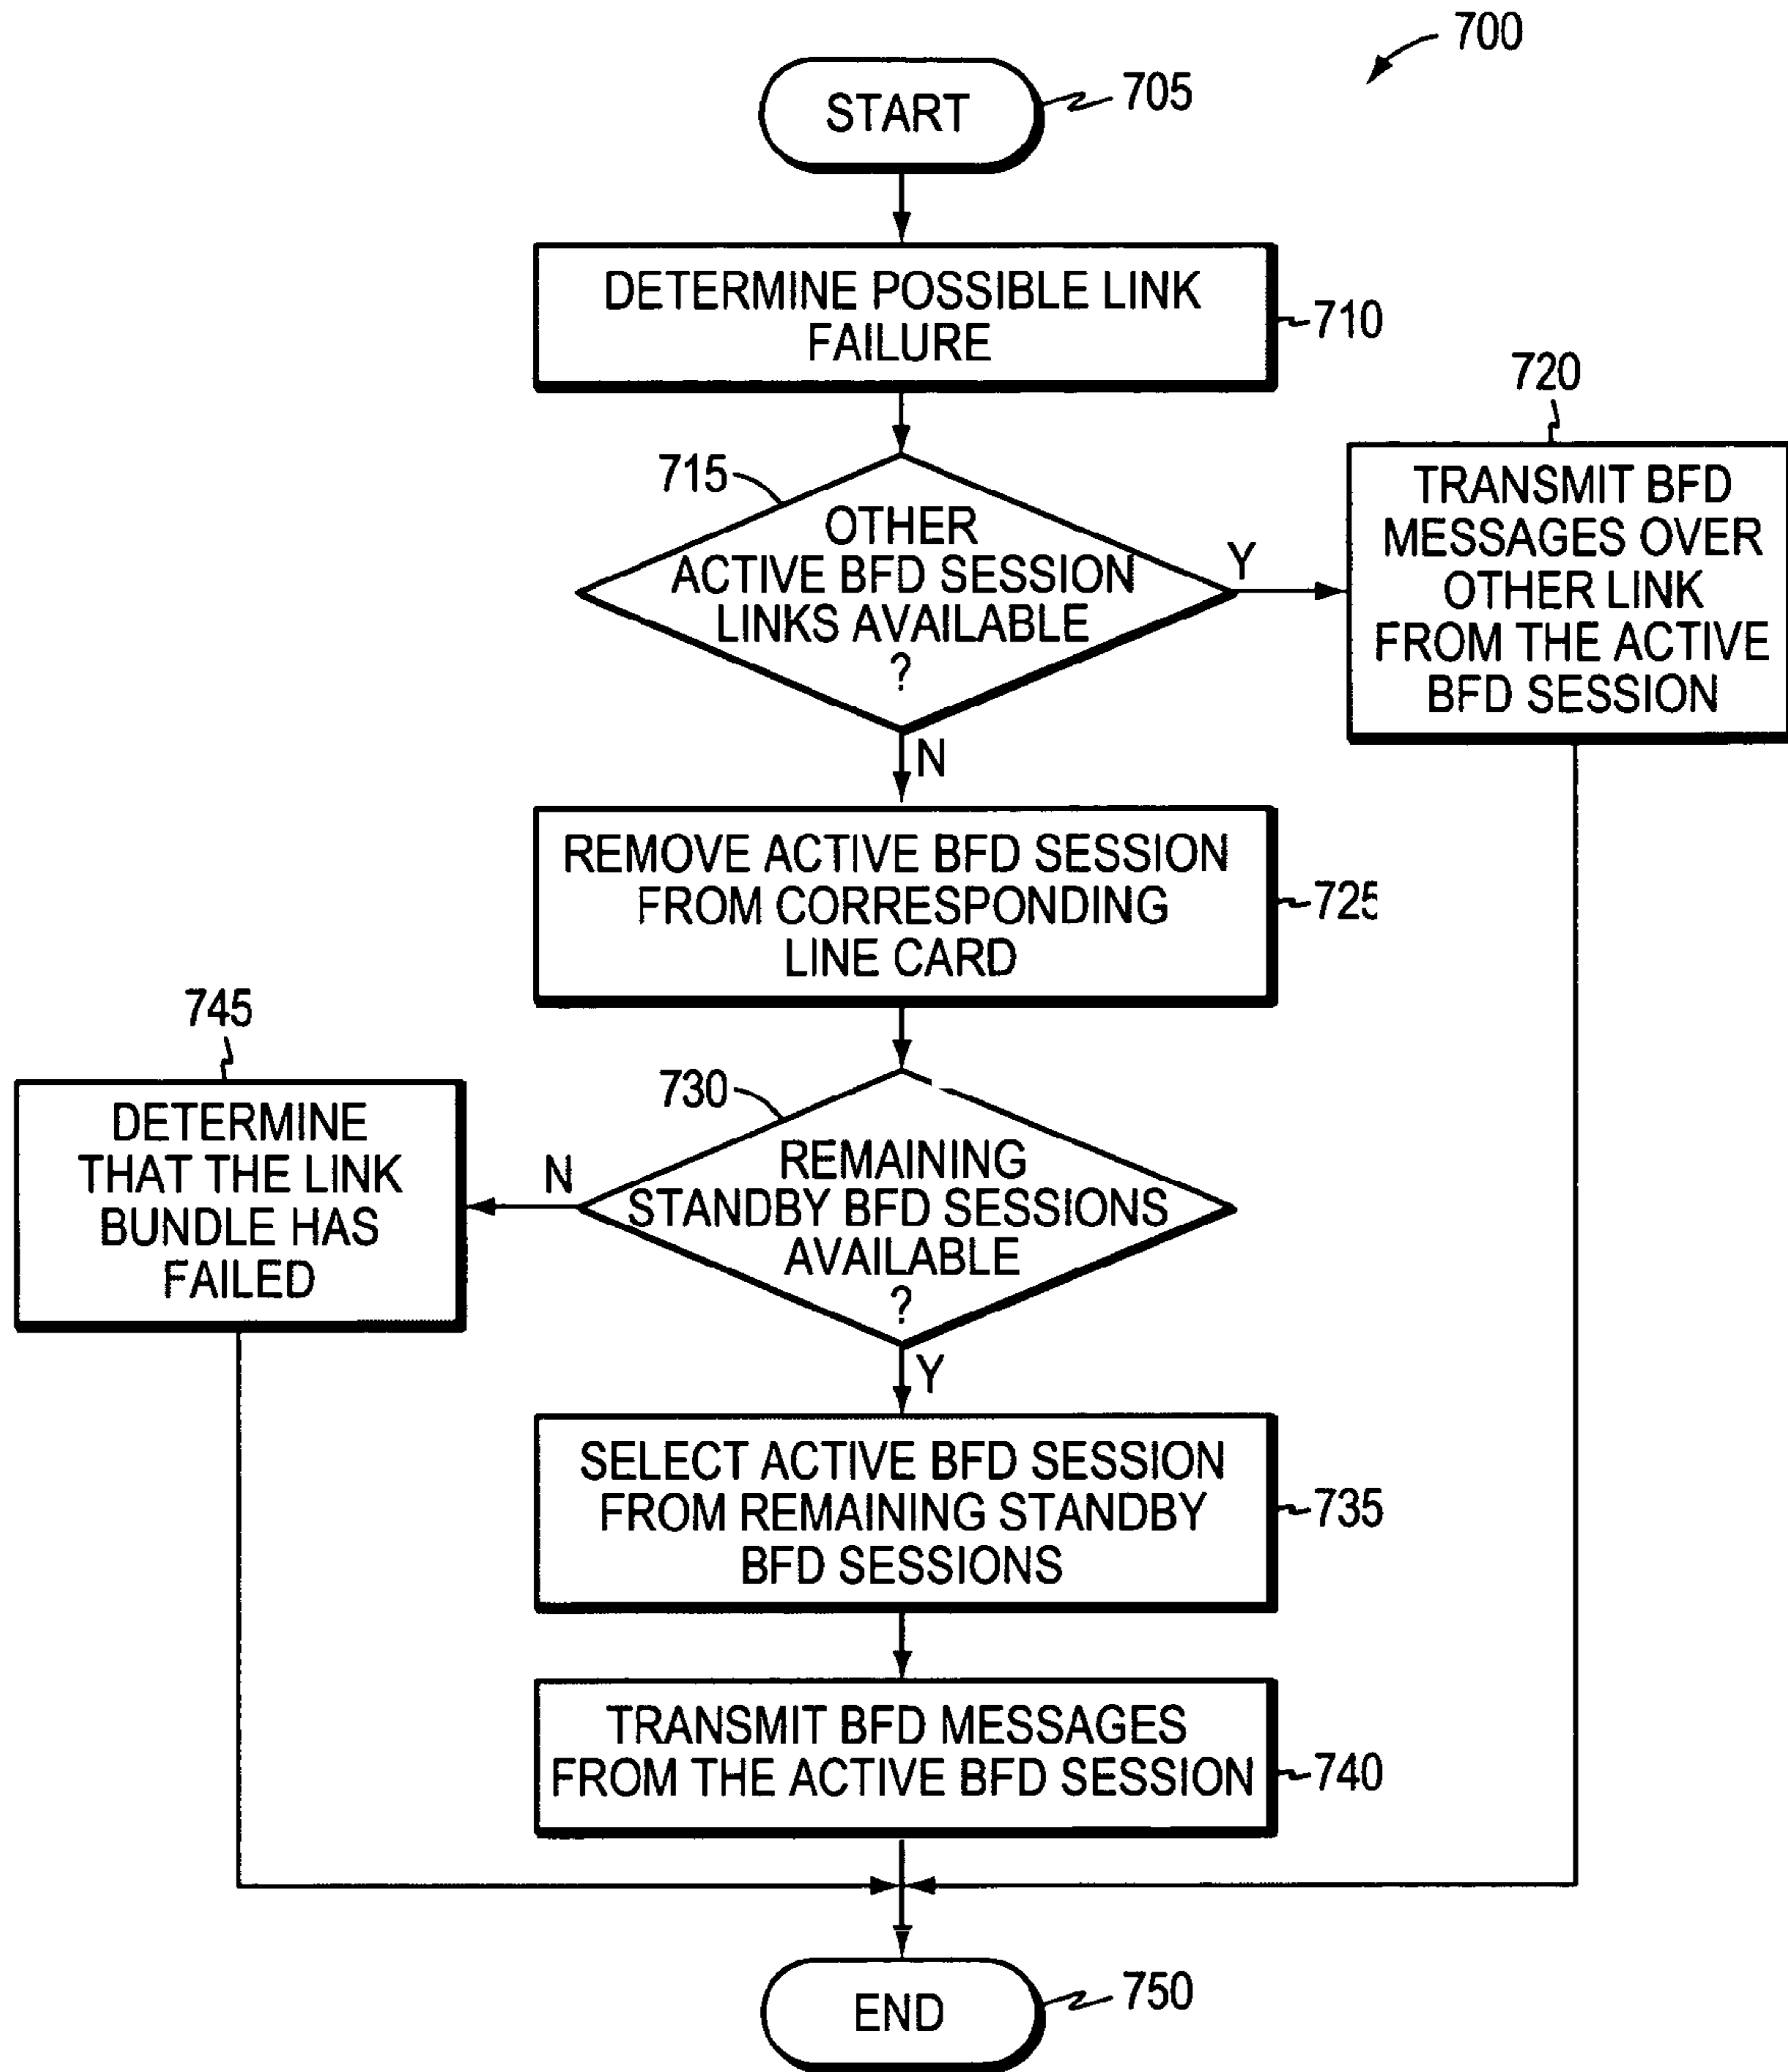 700
START
705
DETERMINE POSSIBLE LINK
FAILURE
710
715
OTHER
ACTIVE BFD SESSION
LINKS AVAILABLE
?
Y
N
720
TRANSMIT BFD
MESSAGES OVER
OTHER LINK
FROM THE ACTIVE
BFD SESSION
REMOVE ACTIVE BFD SESSION
FROM CORRESPONDING
LINE CARD
725
730
REMAINING
STANDBY BFD SESSIONS
AVAILABLE
?
N
Y
745
DETERMINE
THAT THE LINK
BUNDLE HAS
FAILED
SELECT ACTIVE BFD SESSION
FROM REMAINING STANDBY
BFD SESSIONS
735
TRANSMIT BFD MESSAGES
FROM THE ACTIVE BFD SESSION
740
END
750